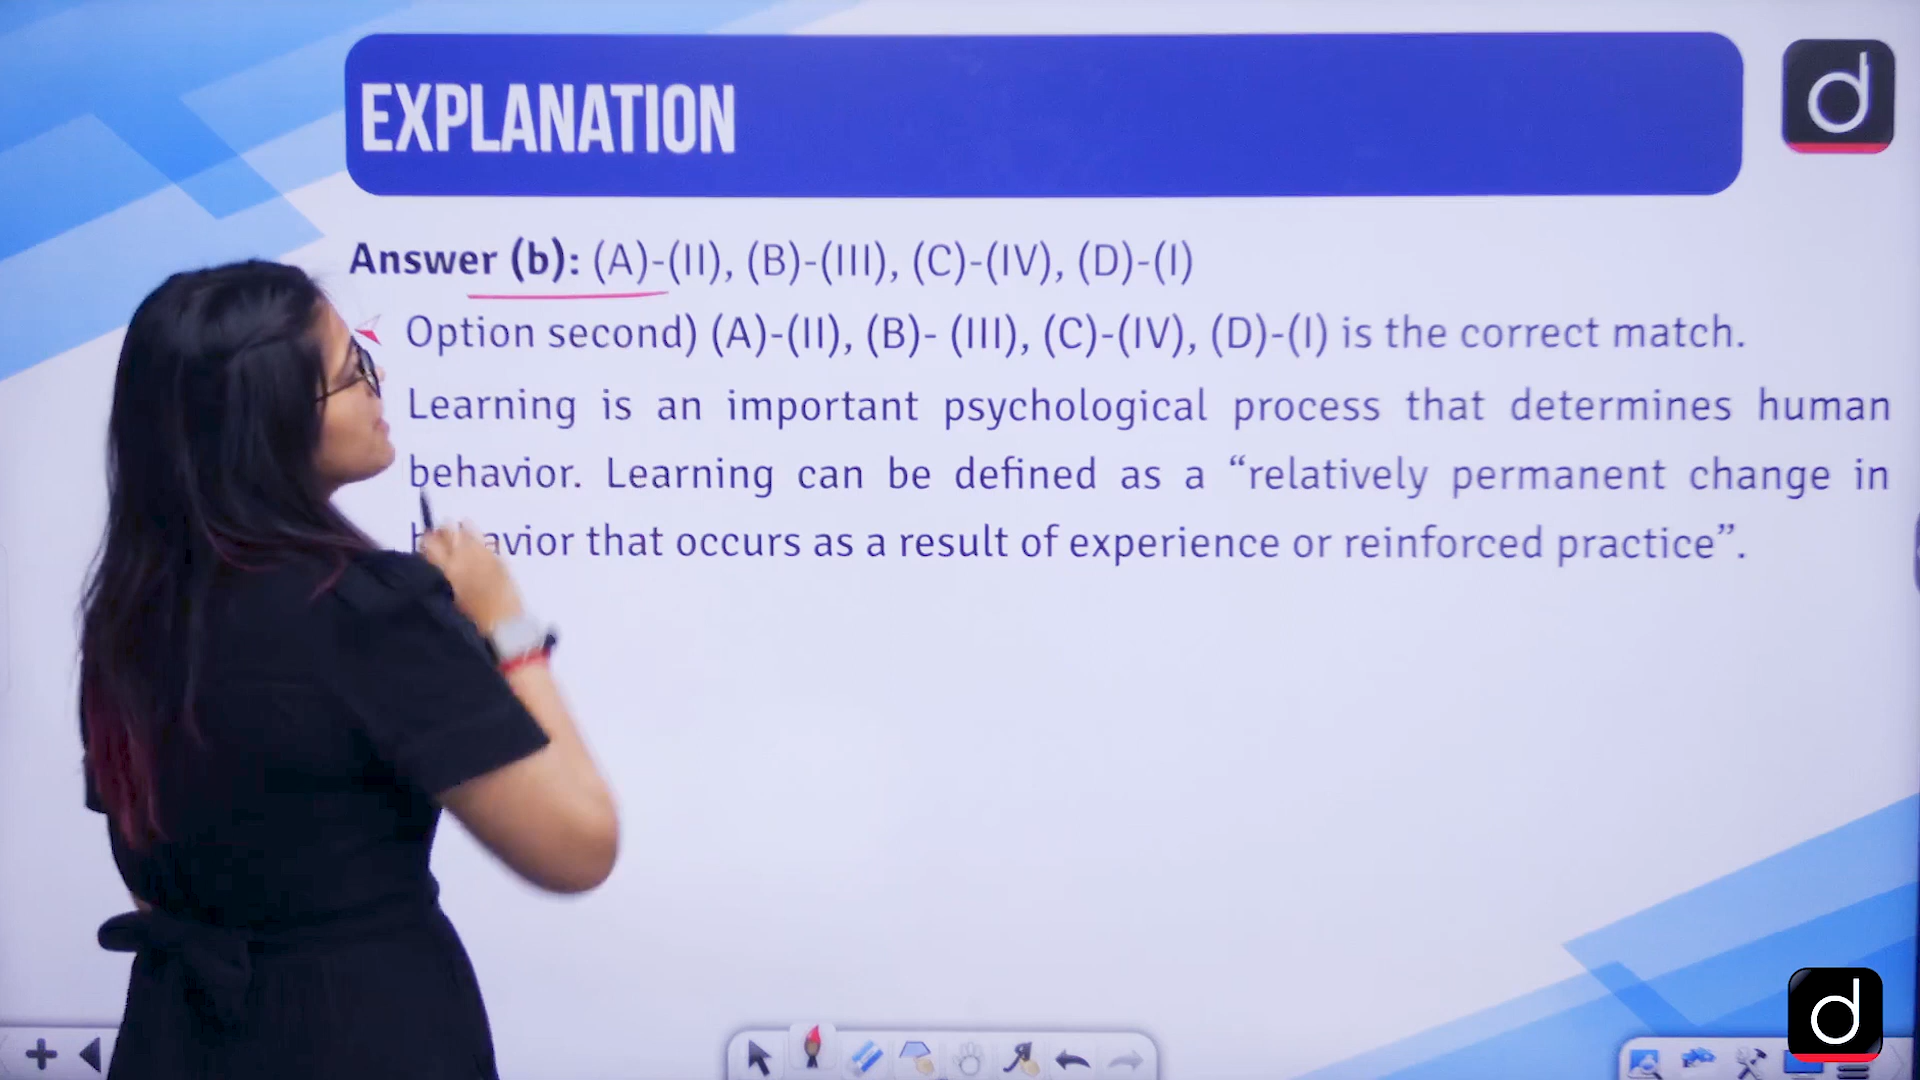 EXPLANATION
d
Answer (b): (A)-(II), (B)-(III), (C)-(IV), (D)-(I)
Option second) (A)-(II), (B)- (III), (C)-(IV), (D)-(I) is the correct match.
Learning is an important psychological process that determines human
behavior. Learning can be defined as a “relatively permanent change in
behavior that occurs as a result of experience or reinforced practice”.
d